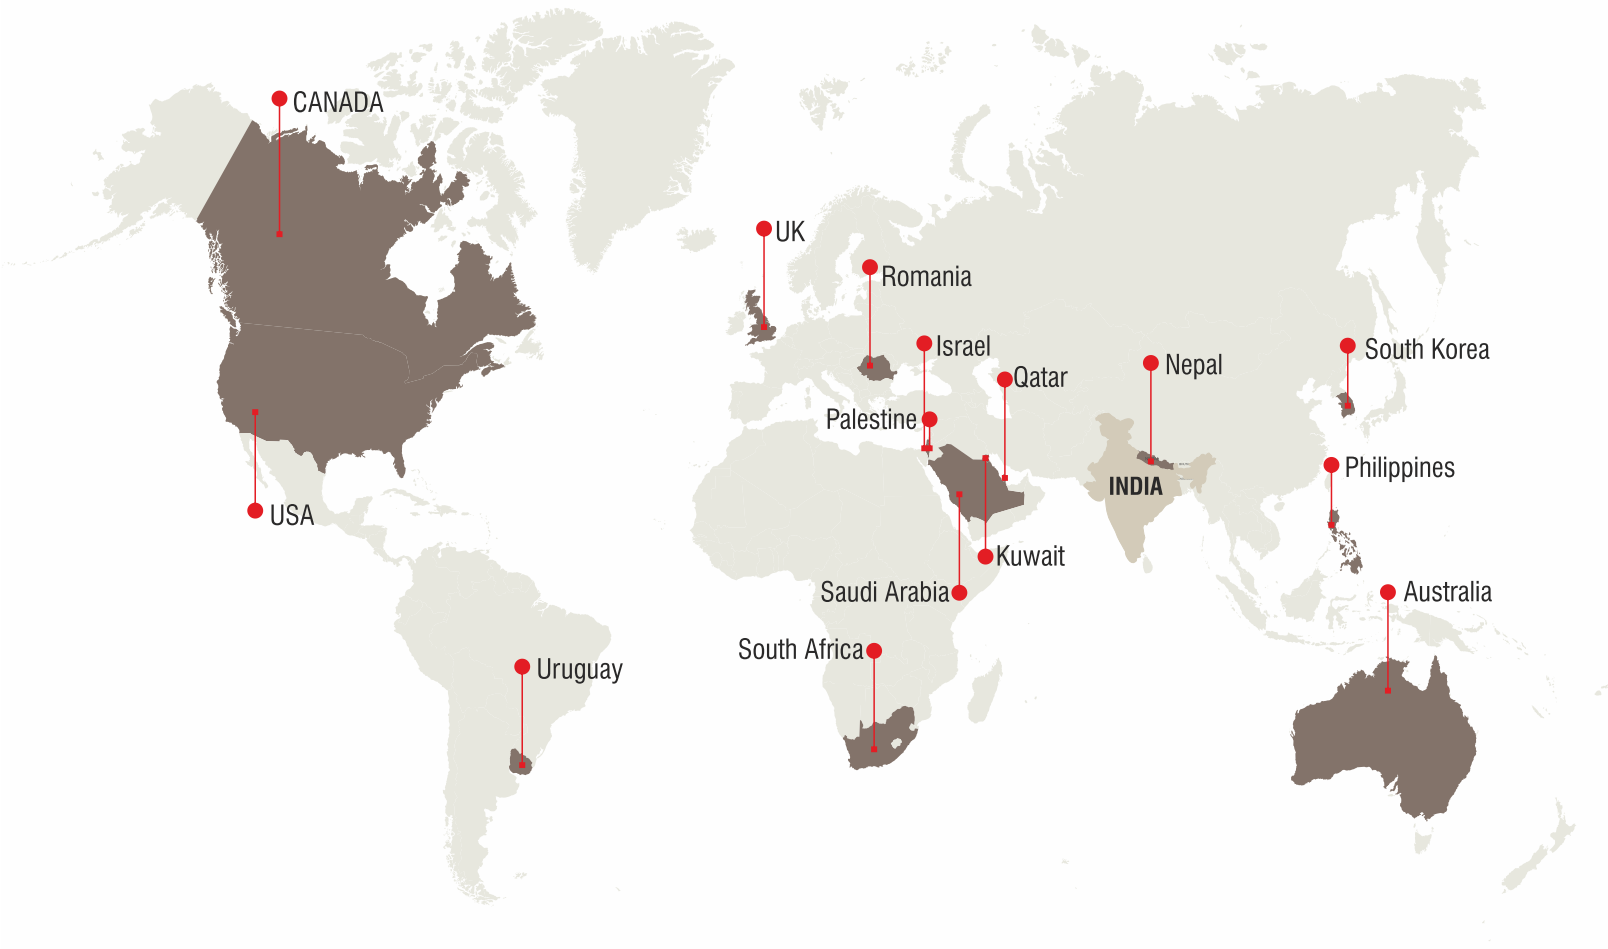 CANADA
UK
Romania
Israel
South Korea
Nepal
Qatar
Palestine
Philippines
INDIA
USA
Kuwait
Saudi Arabia
Australia
South Africa
Uruguay